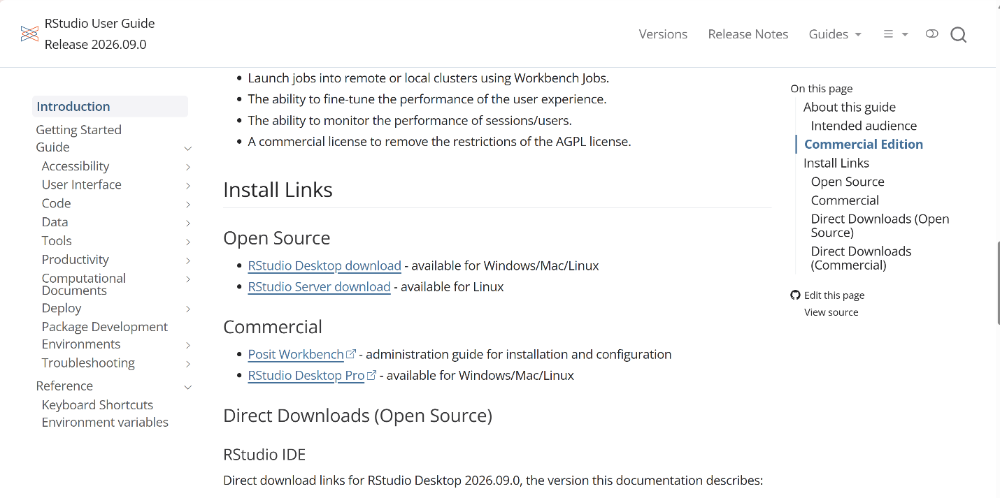 RStudio User Guide
Release 2026.09.0
Versions
Release Notes
Guides
Introduction
Getting Started
Guide
Accessibility
User Interface
Code
Data
Tools
Productivity
Computational
Documents
Deploy
Package Development
Environments
Troubleshooting
Reference
Keyboard Shortcuts
Environment variables
Launch jobs into remote or local clusters using Workbench Jobs.
The ability to fine-tune the performance of the user experience.
The ability to monitor the performance of sessions/users.
A commercial license to remove the restrictions of the AGPL license.
Install Links
Open Source
RStudio Desktop download - available for Windows/Mac/Linux
RStudio Server download - available for Linux
Commercial
Posit Workbench - administration guide for installation and configuration
RStudio Desktop Pro - available for Windows/Mac/Linux
Direct Downloads (Open Source)
RStudio IDE
Direct download links for RStudio Desktop 2026.09.0, the version this documentation describes:
On this page
About this guide
Intended audience
Commercial Edition
Install Links
Open Source
Commercial
Direct Downloads (Open
Source)
Direct Downloads
(Commercial)
Edit this page
View source